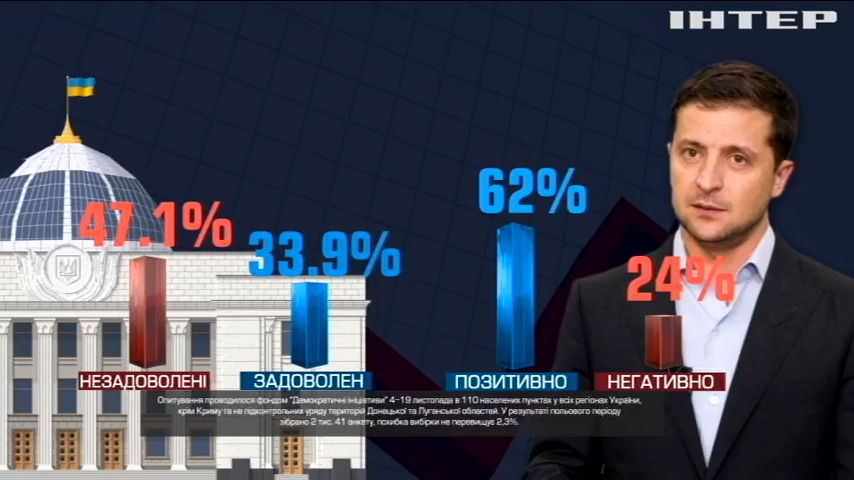 ІНТЕР
47.1%
33.9%
62%
24%
НЕЗАДОВОЛЕНІ
ЗАДОВОЛЕН
ПОЗИТИВНО
НЕГАТИВНО
Опитування проводилося фондом "Демократичні ініціативи" 4–19 листопада в 110 населених пунктах у всіх регіонах України,
крім Криму та не підконтрольних уряду територій Донецької та Луганської областей. У результаті польового періоду
зібрано 2 тис. 41 анкету, похибка вибірки не перевищує 2,3%.